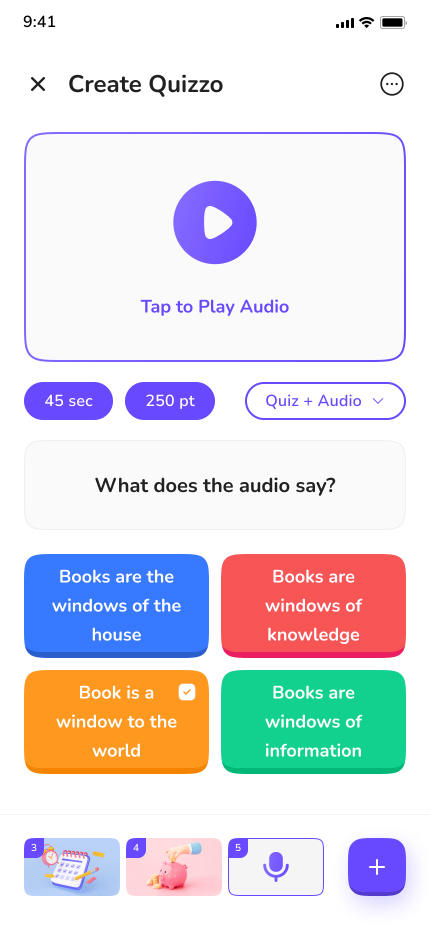 9:41
Create Quizzo
Tap to Play Audio
45 sec
250 pt
Quiz + Audio
What does the audio say?
Books are the
windows of the
house
Books are
windows of
knowledge
Book is a
window to the
world
Books are
windows of
information
3
4
5